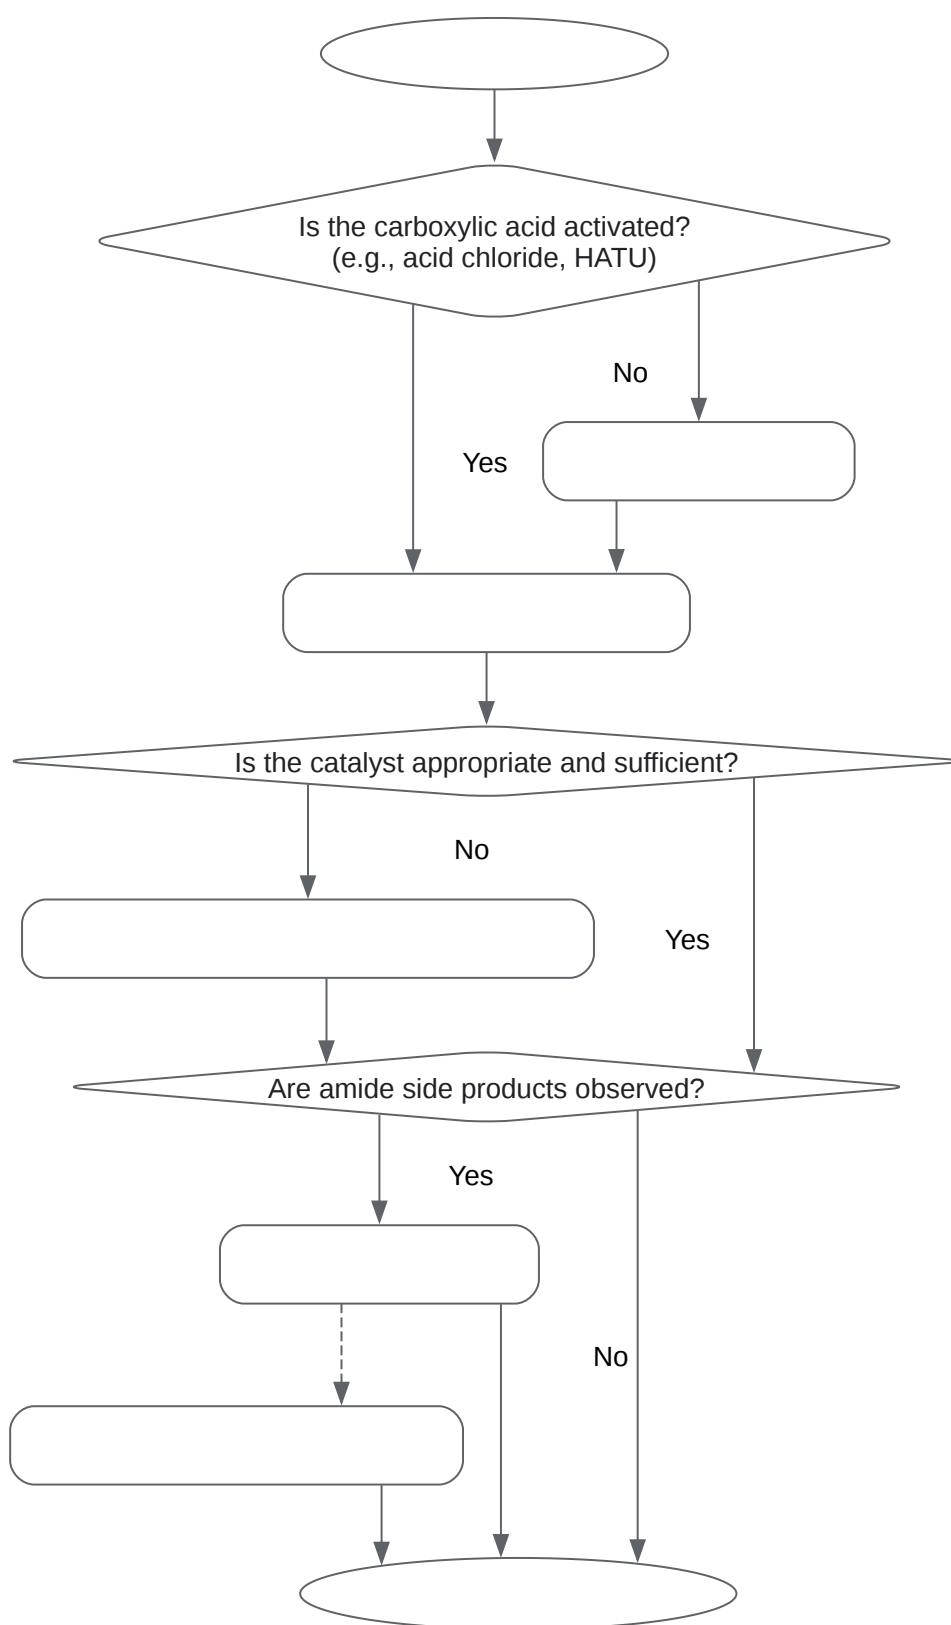 Is the carboxylic acid activated?
(e.g., acid chloride, HATU)
No
Yes
Is the catalyst appropriate and sufficient?
No
Yes
Are amide side products observed?
Yes
No